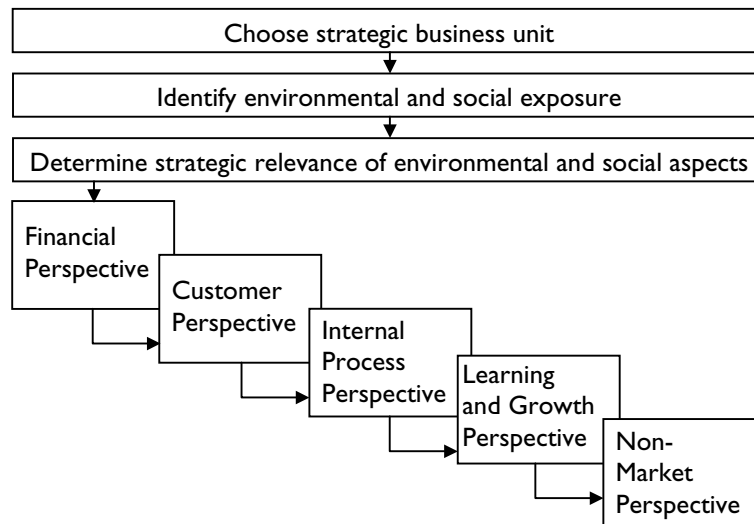 Choose strategic business unit
Identify environmental and social exposure
Determine strategic relevance of environmental and social aspects
Financial
Perspective
Customer
Perspective
Internal
Process
Perspective
Learning
and Growth
Perspective
Non-
Market
Perspective